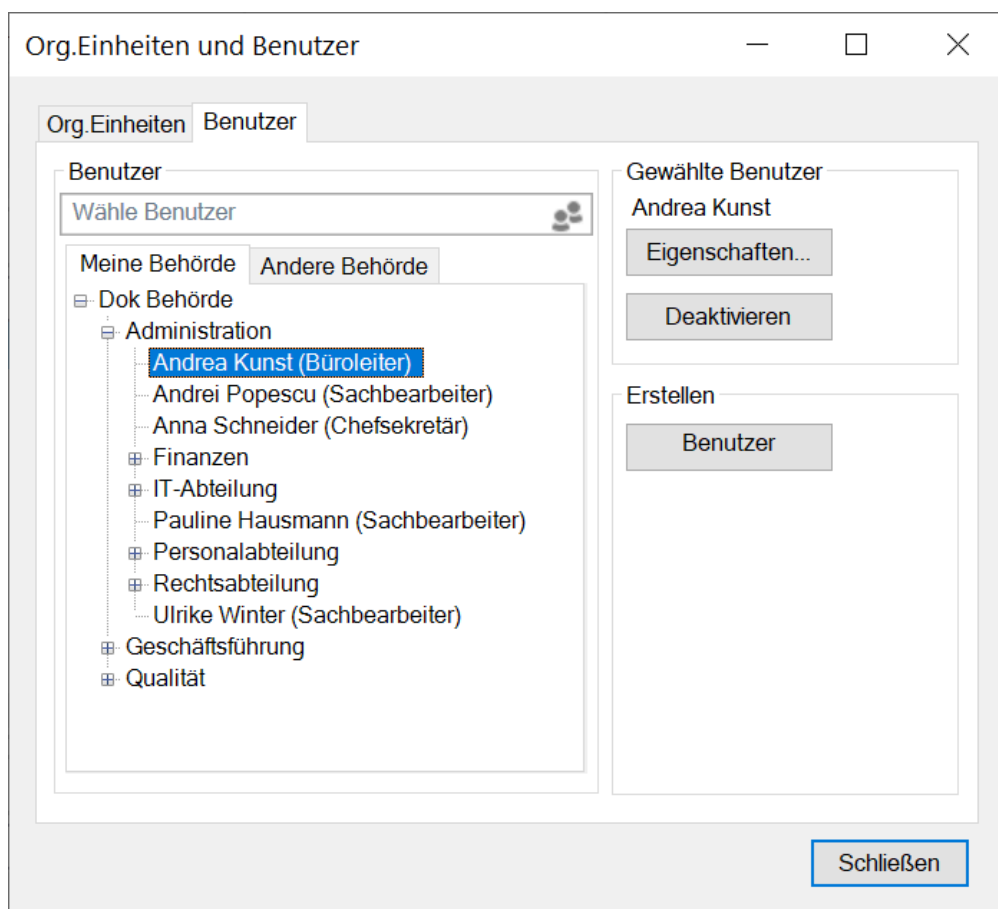 Org.Einheiten und Benutzer
Org.Einheiten
Benutzer
Benutzer
Wähle Benutzer
Meine Behörde
Andere Behörde
Dok Behörde
Administration
Andrea Kunst (Büroleiter)
Andrei Popescu (Sachbearbeiter)
Anna Schneider (Chefsekretär)
Finanzen
IT-Abteilung
Pauline Hausmann (Sachbearbeiter)
Personalabteilung
Rechtsabteilung
Ulrike Winter (Sachbearbeiter)
Geschäftsführung
Qualität
Gewählte Benutzer
Andrea Kunst
Eigenschaften...
Deaktivieren
Erstellen
Benutzer
Schließen